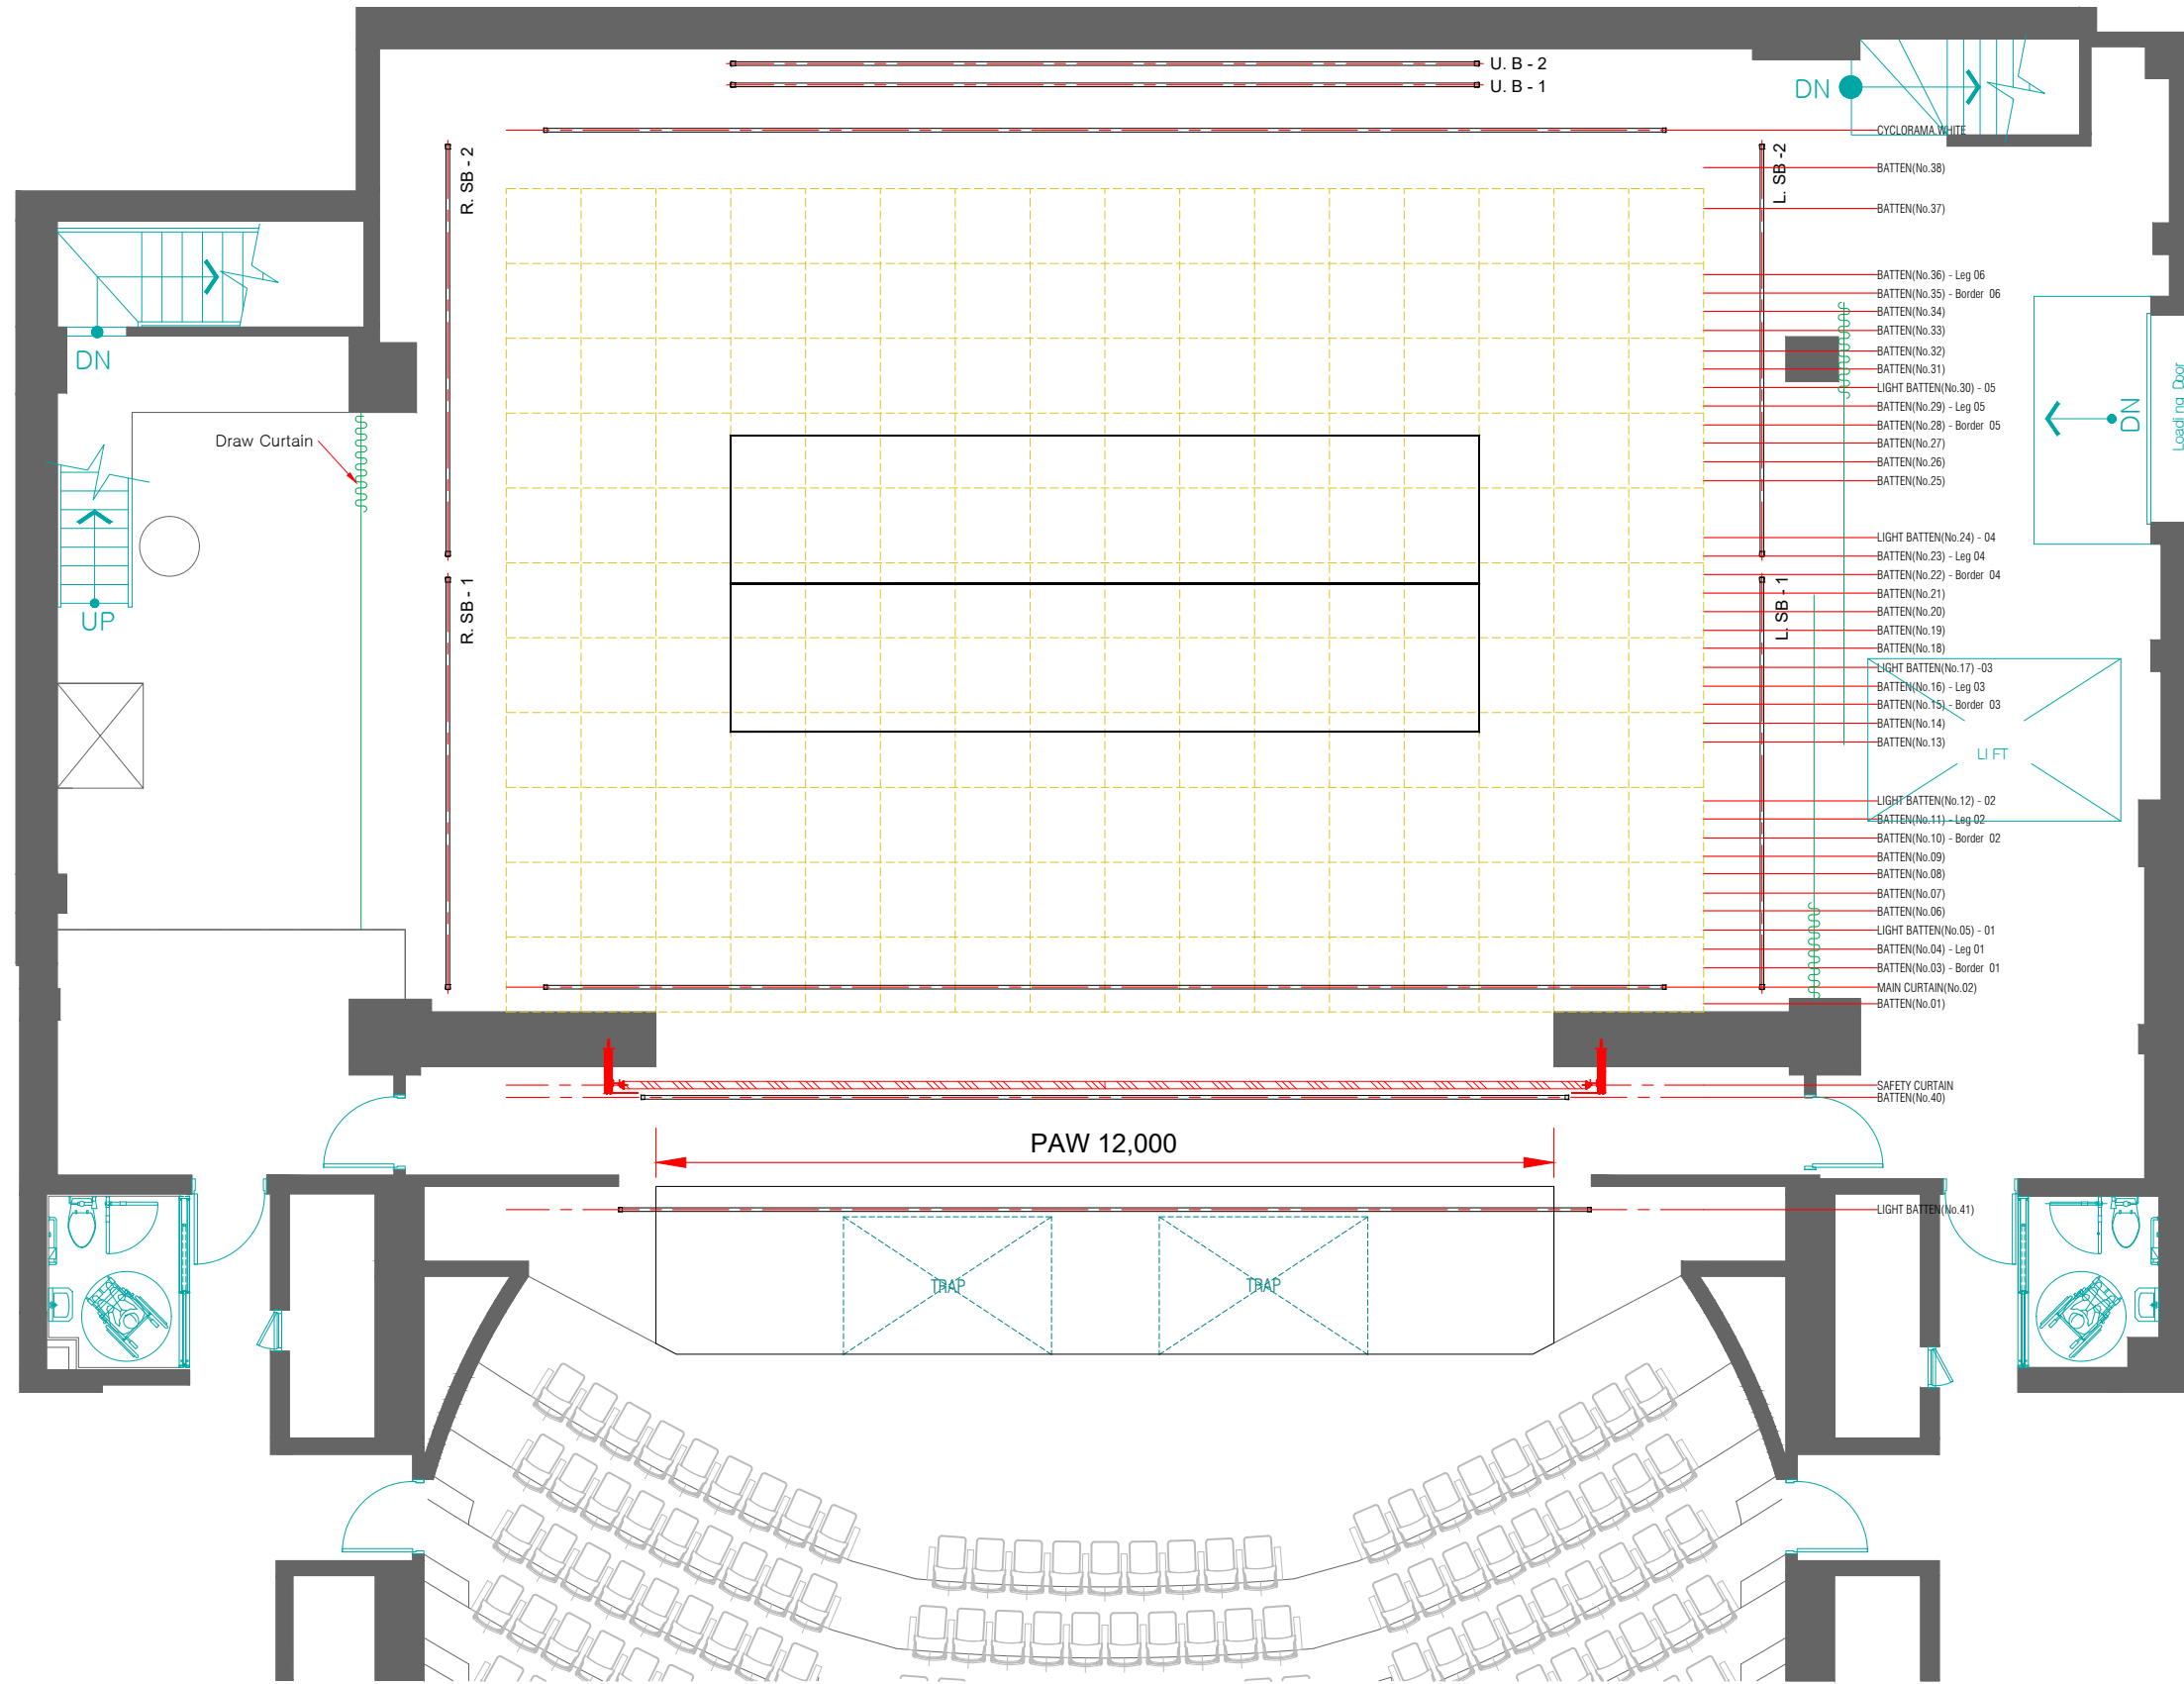 U. B - 2
U. B - 1
DN
CYCLORAMA WHITE
R. SB - 2
L. SB -2
BATTEN(No.38)
BATTEN(No.37)
BATTEN(No.36) - Leg 06
BATTEN(No.35) - Border 06
BATTEN(No.34)
BATTEN(No.33)
DN
BATTEN(No.32)
BATTEN(No.31)
LIGHT BATTEN(No.30) - 05
BATTEN(No.29) - Leg 05
DN
Loading Door
BATTEN(No.28) - Border 05
Draw Curtain
BATTEN(No.27)
BATTEN(No.26)
BATTEN(No.25)
LIGHT BATTEN(No.24) - 04
BATTEN(No.23) - Leg 04
BATTEN(No.22) - Border 04
R. SB - 1
L. SB - 1
BATTEN(No.21)
BATTEN(No.20)
UP
BATTEN(No.19)
BATTEN(No.18)
LIGHT BATTEN(No.17) -03
BATTEN(No.16) - Leg 03
BATTEN(No.15) - Border 03
BATTEN(No.14)
BATTEN(No.13)
LIFT
LIGHT BATTEN(No.12) - 02
BATTEN(No.11) - Leg 02
BATTEN(No.10) - Border 02
BATTEN(No.09)
BATTEN(No.08)
BATTEN(No.07)
BATTEN(No.06)
LIGHT BATTEN(No.05) - 01
BATTEN(No.04) - Leg 01
BATTEN(No.03) - Border 01
MAIN CURTAIN(No.02)
BATTEN(No.01)
SAFETY CURTAIN
BATTEN(No.40)
PAW 12,000
LIGHT BATTEN(No.41)
TRAP
TRAP